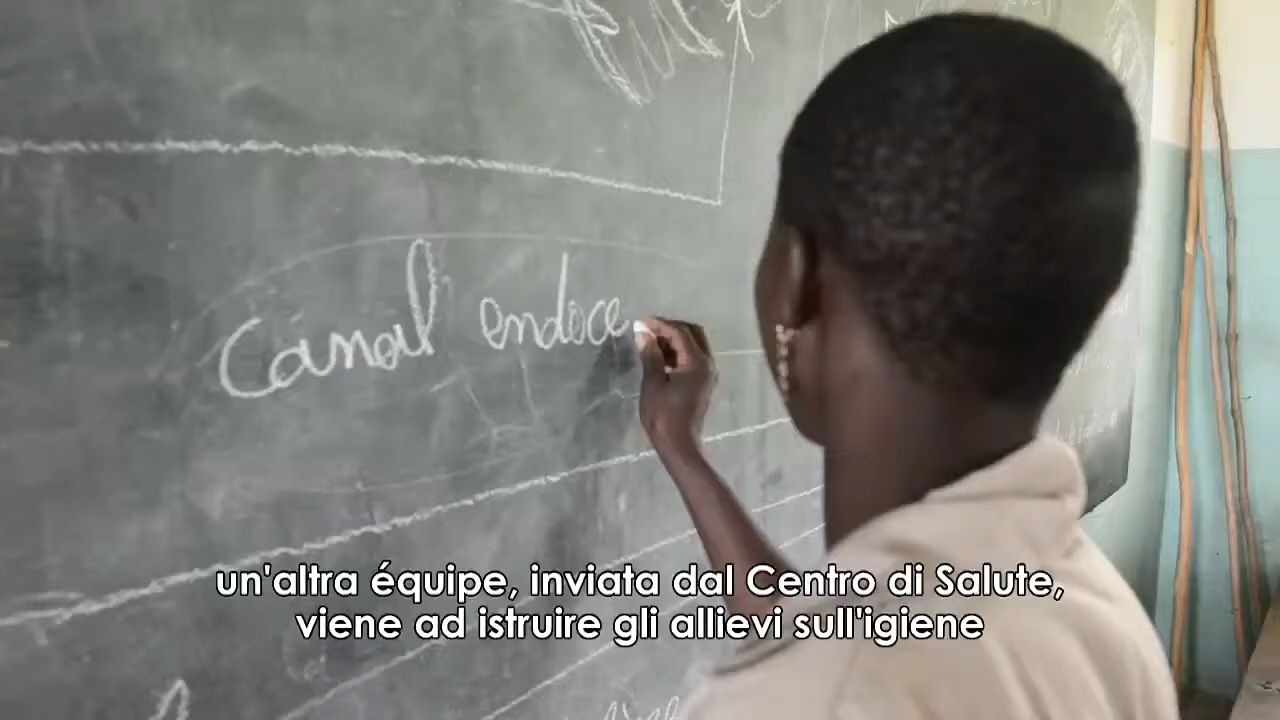 Canal endoce
un'altra équipe, inviata dal Centro di Salute,
viene ad istruire gli allievi sull'igiene